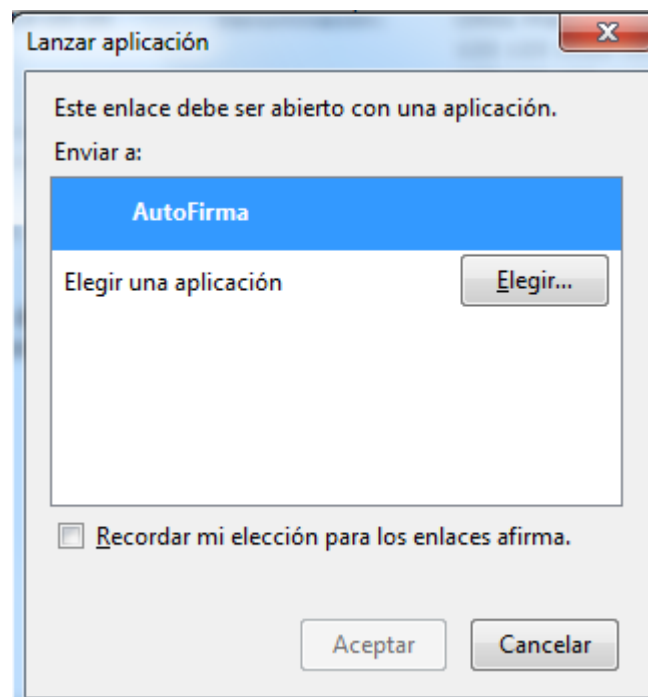 Lanzar aplicación
Este enlace debe ser abierto con una aplicación.
Enviar a:
AutoFirma
Elegir una aplicación
Elegir...
Recordar mi elección para los enlaces afirma.
Aceptar
Cancelar